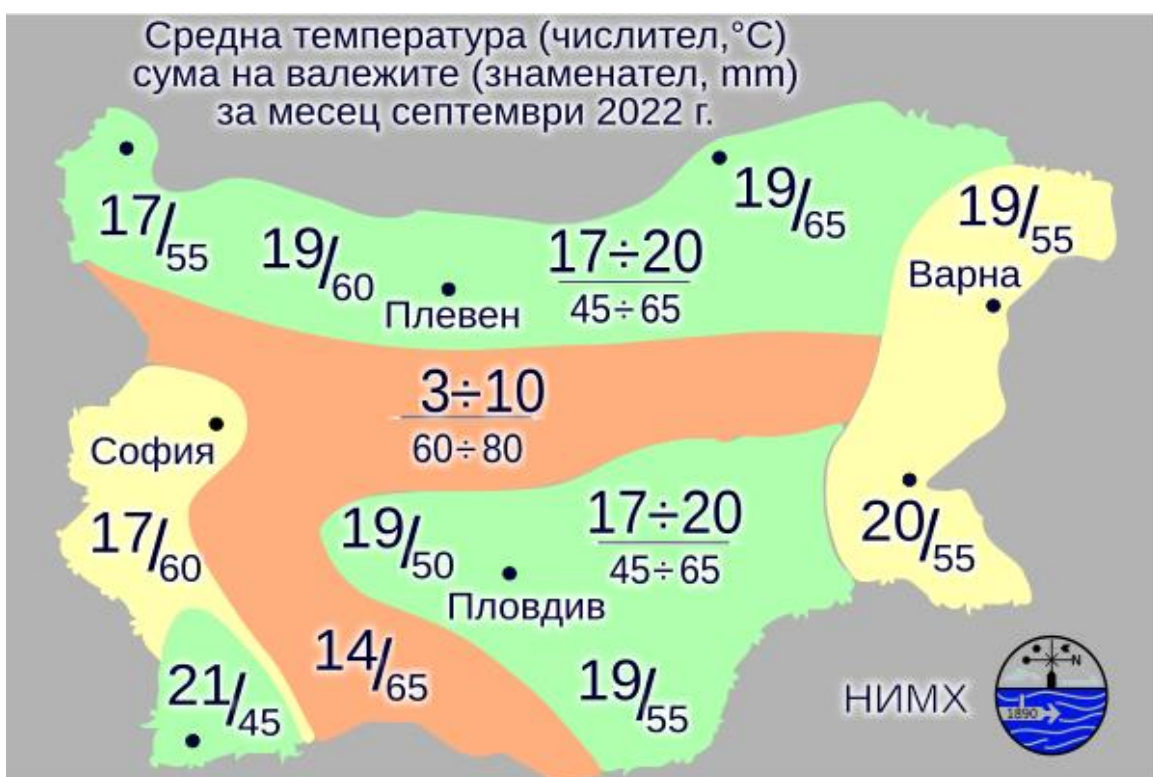 Средна температура (числител,°C)
сума на валежите (знаменател, mm)
за месец септември 2022 г.
17/55
19/60
Плевен
17÷20
45÷65
19/65
19/55
Варна
3÷10
60÷80
София
17/60
19/50
Пловдив
17÷20
45÷65
20/55
21/45
14/65
19/55
НИМХ
N
1890